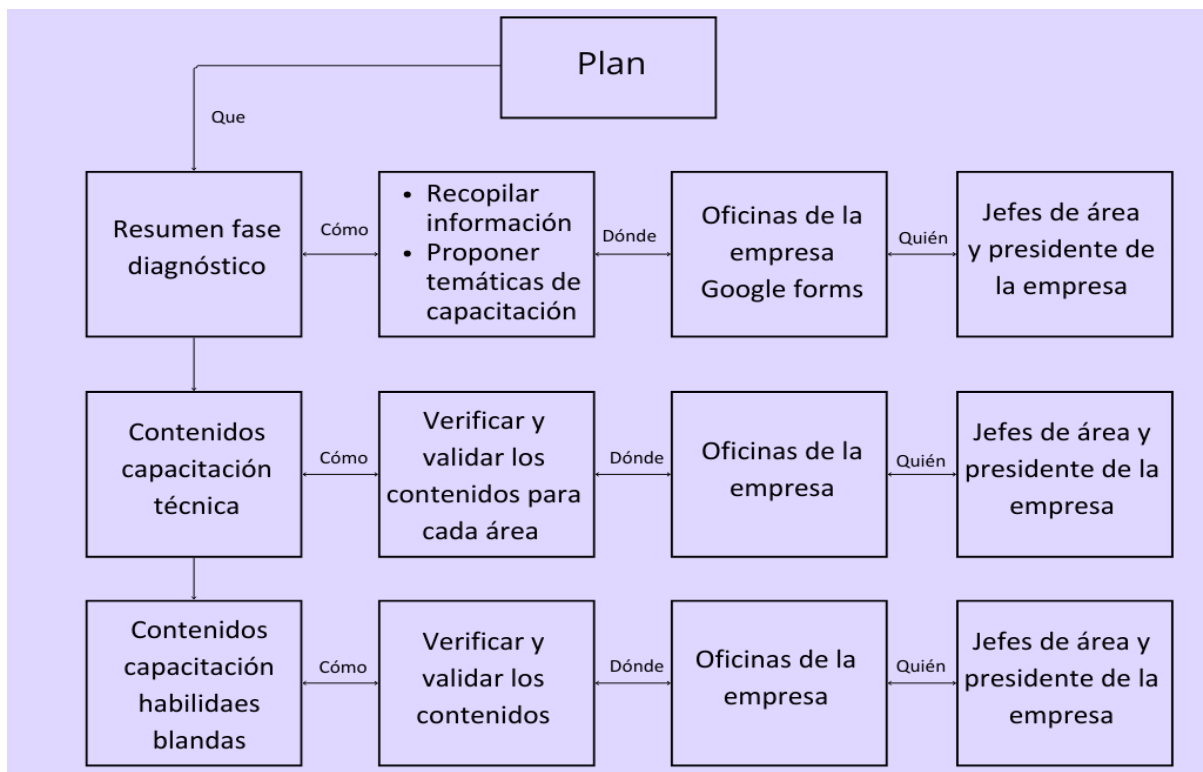 Plan
Que
Resumen fase
diagnóstico
Cómo
• Recopilar
información
• Proponer
temáticas de
capacitación
Dónde
Oficinas de la
empresa
Google forms
Quién
Jefes de área
y presidente de
la empresa
Contenidos
capacitación
técnica
Cómo
Verificar y
validar los
contenidos para
cada área
Dónde
Oficinas de la
empresa
Quién
Jefes de área y
presidente de la
empresa
Contenidos
capacitación
habilidaes
blandas
Cómo
Verificar y
validar los
contenidos
Dónde
Oficinas de la
empresa
Quién
Jefes de área y
presidente de la
empresa